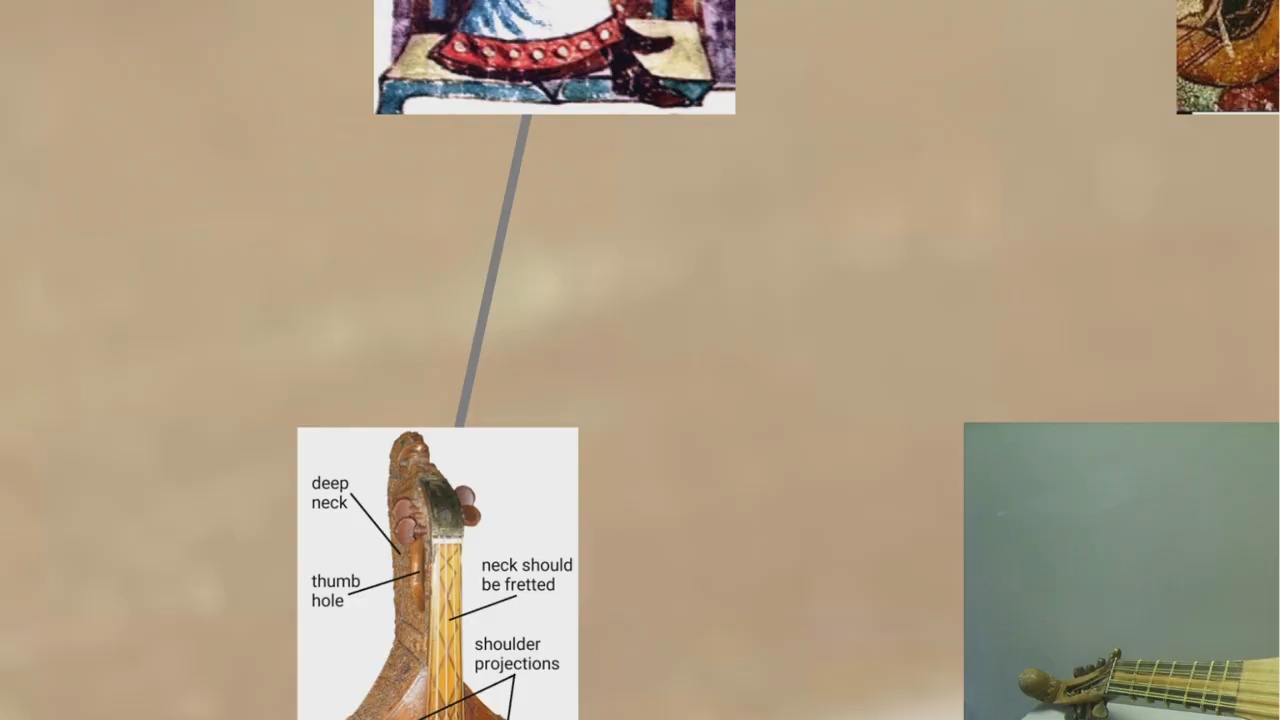 deep
neck
thumb
hole
neck should
be fretted
shoulder
projections